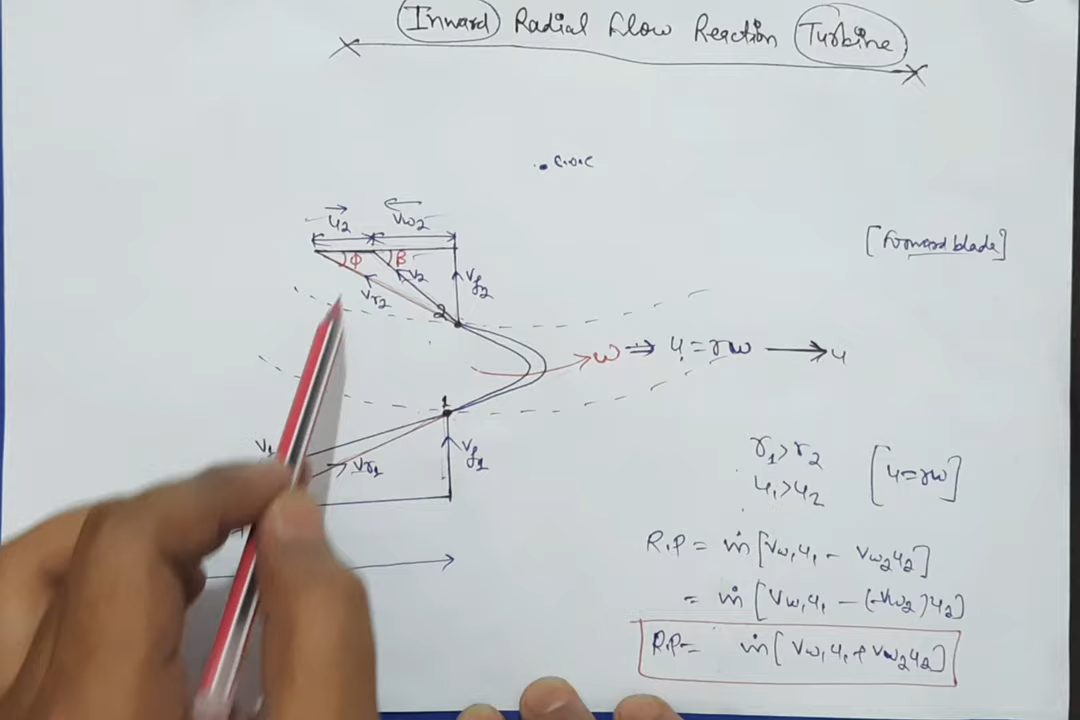 Inward Radial Flow Reaction Turbine
C.O.C
u2 Vw2
[Forward blade]
Φ β
V2 Vf2
Vr2
2
ω ⇒ u = rω → u
1
V1
Vr1 Vf1
r1 > r2
u1 > u2 [u = rω]
R.P = ṁ[Vw1u1 - Vw2u2]
= ṁ[Vw1u1 - (-Vw2)u2]
R.P = ṁ[Vw1u1 + Vw2u2]